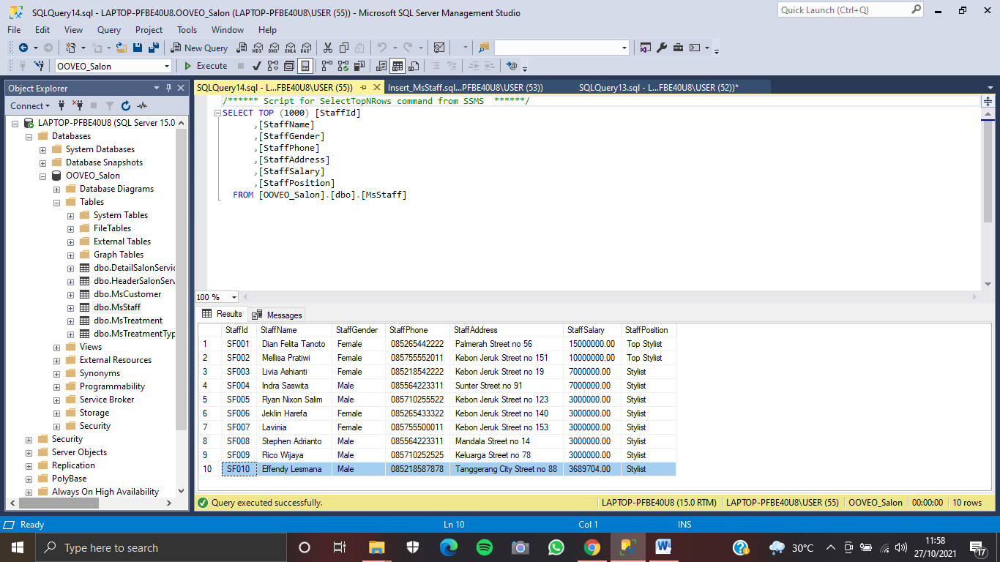 SQLQuery14.sql - LAPTOP-PFBE40U8.OOVEO_Salon (LAPTOP-PFBE40U8\USER (55)) - Microsoft SQL Server Management Studio
Quick Launch (Ctrl+Q)
File Edit View Query Project Tools Window Help
New Query MDX DMX XMLA DAX
OOVEO_Salon Execute
Object Explorer
SQLQuery14.sql - L...FBE40U8\USER (55)) Insert_MsStaff.sql...PFBE40U8\USER (53)) SQLQuery13.sql - L...FBE40U8\USER (52))*
Connect
LAPTOP-PFBE40U8 (SQL Server 15.0
Databases
System Databases
Database Snapshots
OOVEO_Salon
Database Diagrams
Tables
System Tables
FileTables
External Tables
Graph Tables
dbo.DetailSalonServic
dbo.HeaderSalonServ
dbo.MsCustomer
dbo.MsStaff
dbo.MsTreatment
dbo.MsTreatmentTyp
Views
External Resources
Synonyms
Programmability
Service Broker
Storage
Security
Security
Server Objects
Replication
PolyBase
Always On High Availability
/****** Script for SelectTopNRows command from SSMS  ******/
SELECT TOP (1000) [StaffId]
,[StaffName]
,[StaffGender]
,[StaffPhone]
,[StaffAddress]
,[StaffSalary]
,[StaffPosition]
FROM [OOVEO_Salon].[dbo].[MsStaff]
100 %
Results Messages
StaffId StaffName StaffGender StaffPhone StaffAddress StaffSalary StaffPosition
1 SF001 Dian Felita Tanoto Female 085265442222 Palmerah Street no 56 15000000.00 Top Stylist
2 SF002 Mellisa Pratiwi Female 085755552011 Kebon Jeruk Street no 151 10000000.00 Top Stylist
3 SF003 Livia Ashianti Female 085218542222 Kebon Jeruk Street no 19 7000000.00 Stylist
4 SF004 Indra Saswita Male 085564223311 Sunter Street no 91 7000000.00 Stylist
5 SF005 Ryan Nixon Salim Male 085710255522 Kebon Jeruk Street no 123 3000000.00 Stylist
6 SF006 Jeklin Harefa Female 085265433322 Kebon Jeruk Street no 140 3000000.00 Stylist
7 SF007 Lavinia Female 085755500011 Kebon Jeruk Street no 153 3000000.00 Stylist
8 SF008 Stephen Adrianto Male 085564223311 Mandala Street no 14 3000000.00 Stylist
9 SF009 Rico Wijaya Male 085710252525 Keluarga Street no 78 3000000.00 Stylist
10 SF010 Effendy Lesmana Male 085218587878 Tanggerang City Street no 88 3689704.00 Stylist
Query executed successfully. LAPTOP-PFBE40U8 (15.0 RTM) LAPTOP-PFBE40U8\USER (55) OOVEO_Salon 00:00:00 10 rows
Ready Ln 10 Col 1 INS
Type here to search
30°C
11:58
27/10/2021
17